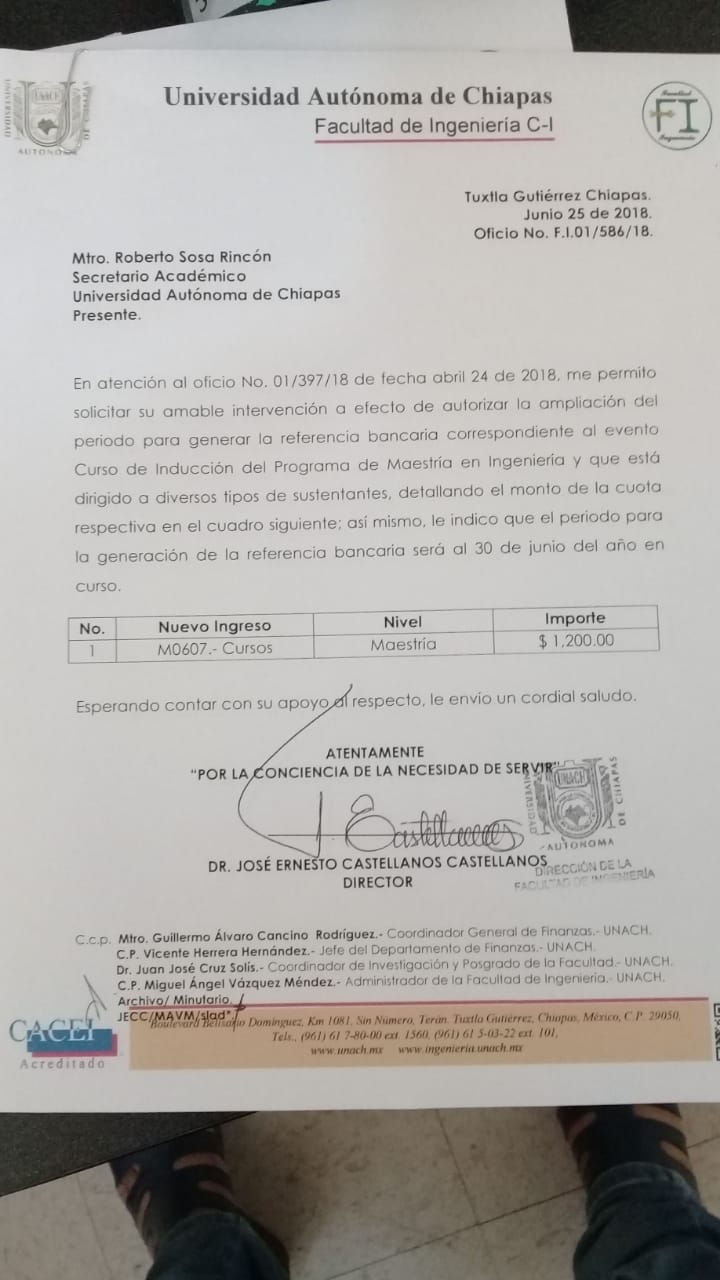 Universidad Autónoma de Chiapas
Facultad de Ingeniería C-I
UNACH
AUTONO
Facultad
FI
Ingeniería
Tuxtla Gutiérrez Chiapas.
Junio 25 de 2018.
Oficio No. F.I.01/586/18.
Mtro. Roberto Sosa Rincón
Secretario Académico
Universidad Autónoma de Chiapas
Presente.
En atención al oficio No. 01/397/18 de fecha abril 24 de 2018, me permito
solicitar su amable intervención a efecto de autorizar la ampliación del
periodo para generar la referencia bancaria correspondiente al evento
Curso de Inducción del Programa de Maestría en Ingeniería y que está
dirigido a diversos tipos de sustentantes, detallando el monto de la cuota
respectiva en el cuadro siguiente; así mismo, le indico que el periodo para
la generación de la referencia bancaria será al 30 de junio del año en
curso.
No. Nuevo Ingreso Nivel Importe
1 M0607.- Cursos Maestría $ 1,200.00
Esperando contar con su apoyo al respecto, le envío un cordial saludo.
ATENTAMENTE
"POR LA CONCIENCIA DE LA NECESIDAD DE SERVIR"
J. E. Castellanos
UNIVERSIDAD
UNACH
DE CHIAPAS
AUTONOMA
DR. JOSÉ ERNESTO CASTELLANOS CASTELLANOS
DIRECCIÓN DE LA
FACULTAD DE INGENIERÍA
DIRECTOR
C.c.p. Mtro. Guillermo Álvaro Cancino Rodríguez.- Coordinador General de Finanzas.- UNACH.
C.P. Vicente Herrera Hernández.- Jefe del Departamento de Finanzas.- UNACH.
Dr. Juan José Cruz Solís.- Coordinador de Investigación y Posgrado de la Facultad.- UNACH.
C.P. Miguel Ángel Vázquez Méndez.- Administrador de la Facultad de Ingeniería.- UNACH.
Archivo/ Minutario.
JECC/MAVM/slad*
CACEI
Acreditado
Boulevard Belisario Domínguez, Km 1081, Sin Número, Terán. Tuxtla Gutiérrez, Chiapas, México, C.P. 29050,
Tels., (961) 61 7-80-00 ext. 1560, (961) 61 5-03-22 ext. 101,
www.unach.mx www.ingenieria.unach.mx